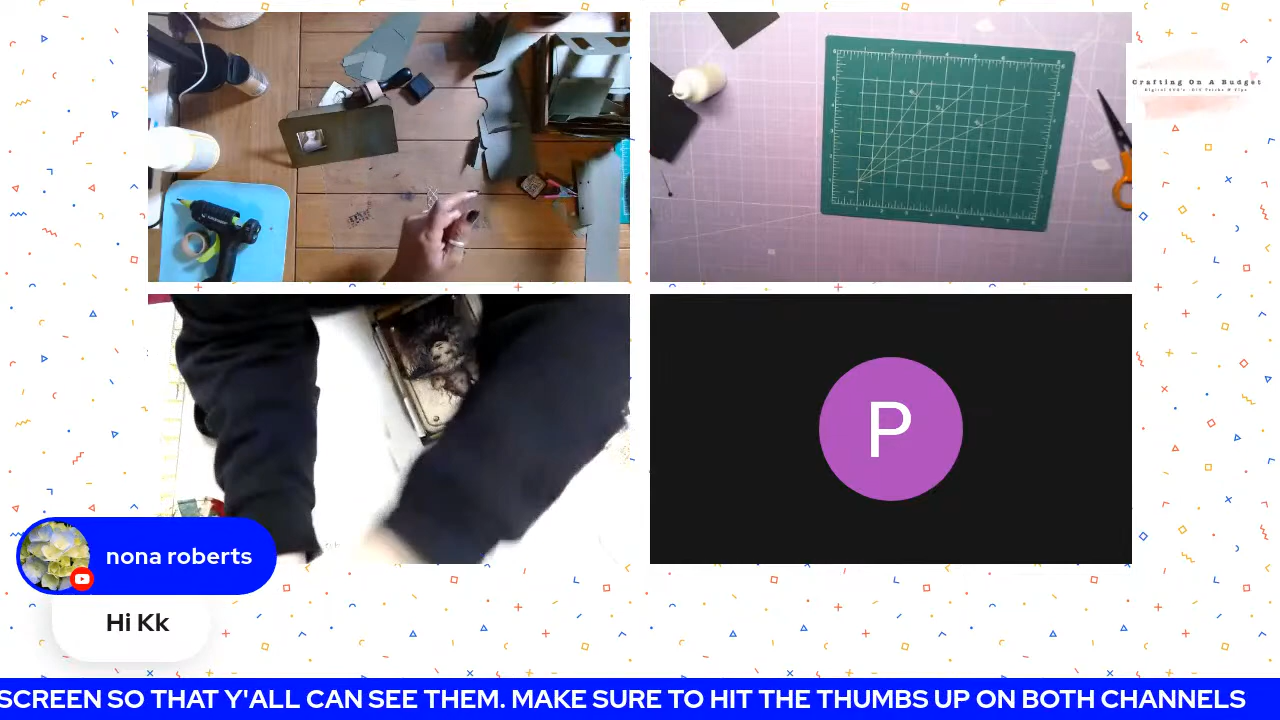 Crafting On A Budget
P
nona roberts
Hi Kk
SCREEN SO THAT Y'ALL CAN SEE THEM. MAKE SURE TO HIT THE THUMBS UP ON BOTH CHANNELS